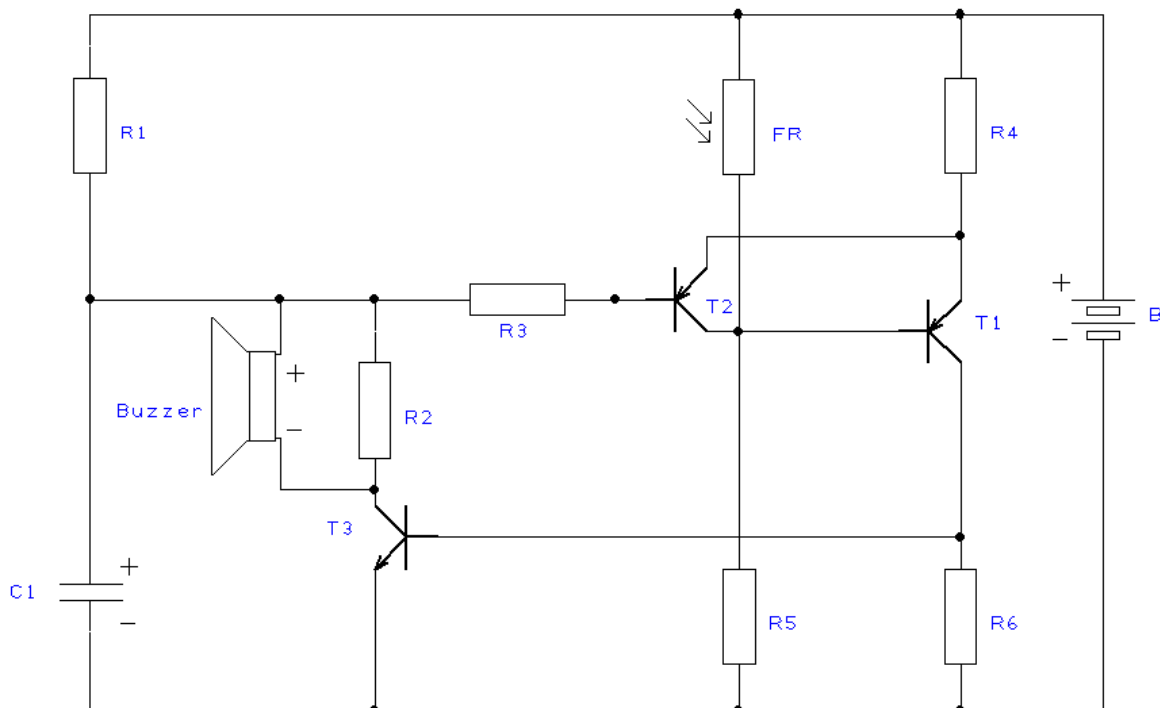 R1
FR
R4
T2
+
B
R3
T1
-
+
Buzzer
R2
-
T3
+
C1
-
R5
R6